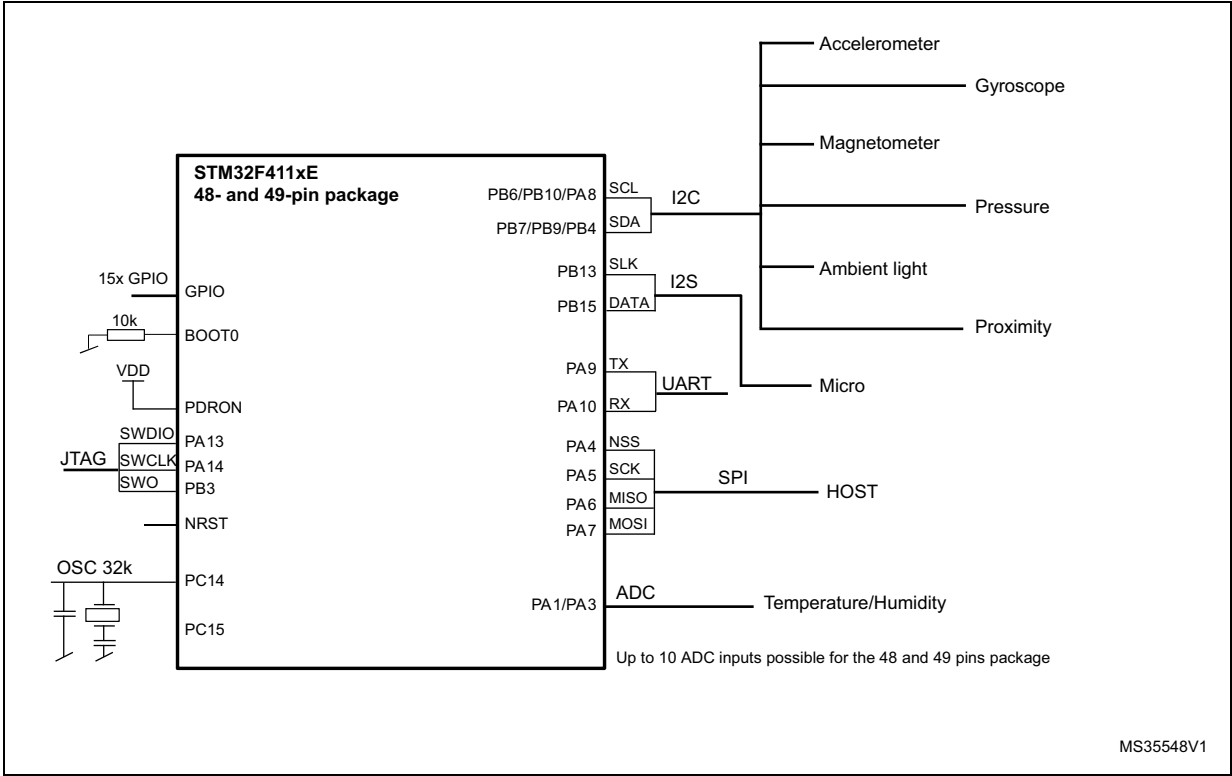 STM32F411xE
48- and 49-pin package
15x GPIO
GPIO
10k
BOOT0
VDD
PDRON
SWDIO
PA13
JTAG
SWCLK
PA14
SWO
PB3
NRST
OSC 32k
PC14
PC15
PB6/PB10/PA8
SCL
PB7/PB9/PB4
SDA
I2C
Accelerometer
Gyroscope
Magnetometer
Pressure
Ambient light
Proximity
PB13
SLK
PB15
DATA
I2S
Micro
PA9
TX
PA10
RX
UART
PA4
NSS
PA5
SCK
PA6
MISO
PA7
MOSI
SPI
HOST
PA1/PA3
ADC
Temperature/Humidity
Up to 10 ADC inputs possible for the 48 and 49 pins package
MS35548V1